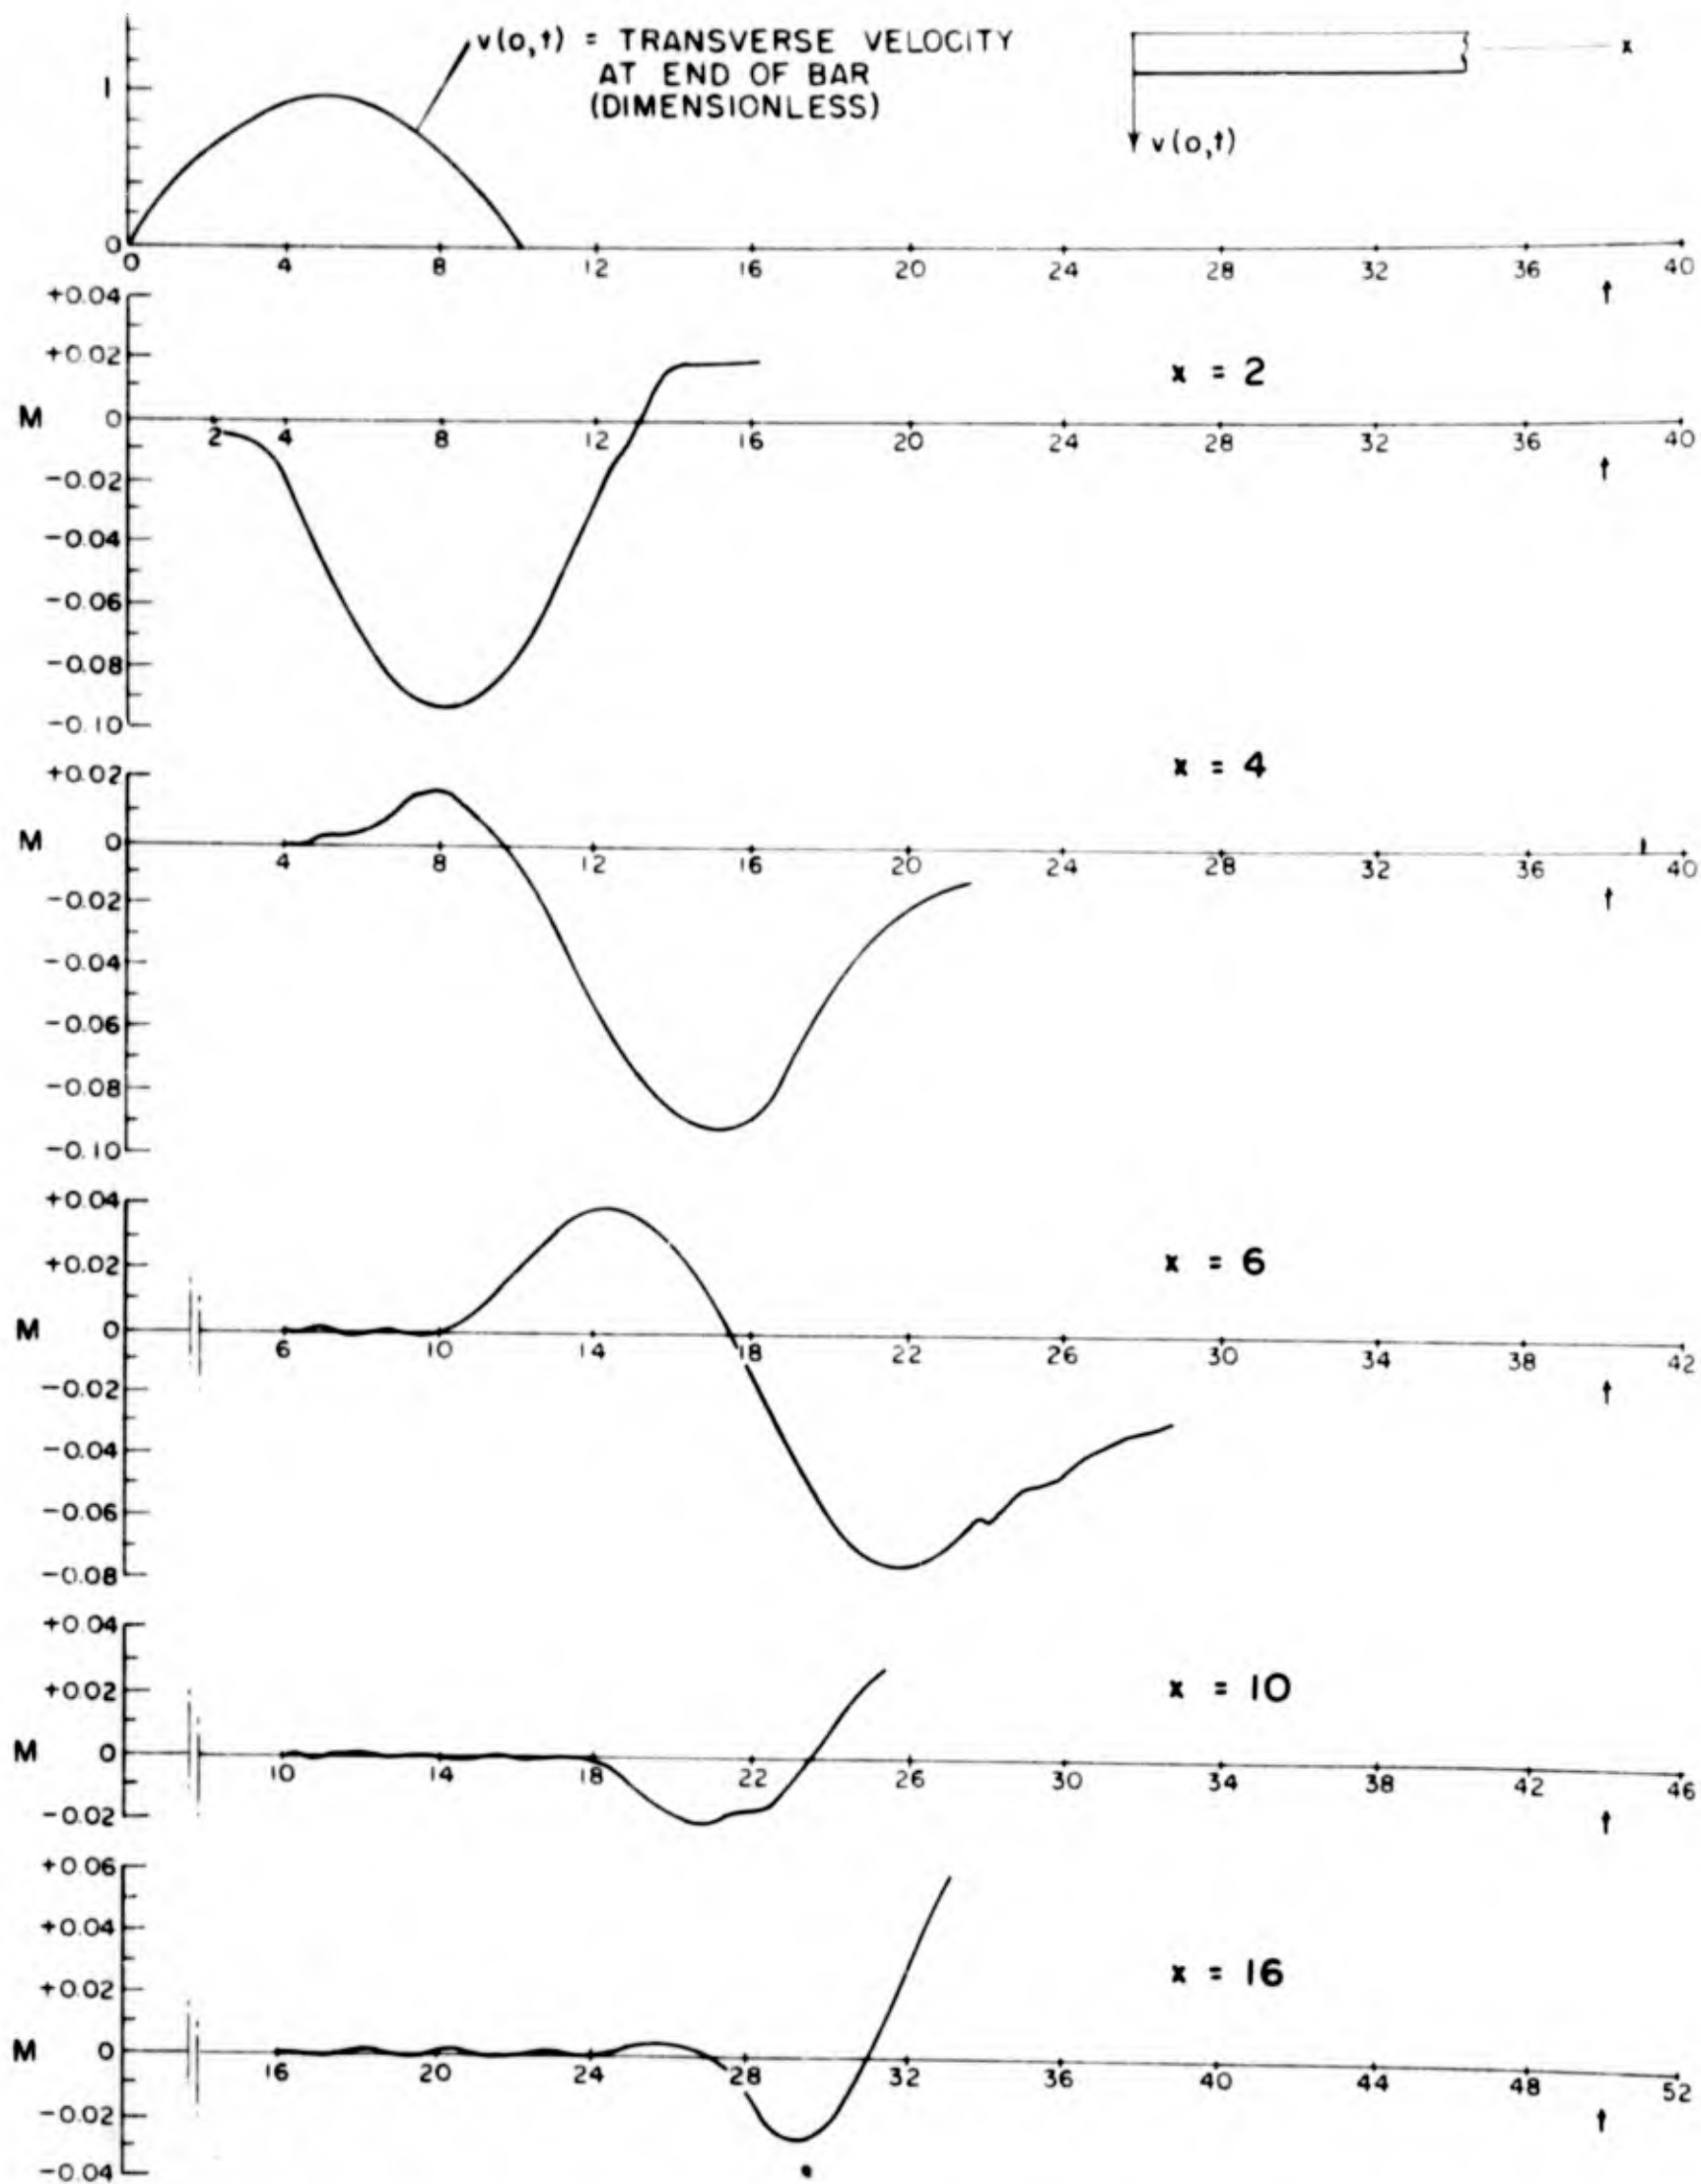 v(o,t) = TRANSVERSE VELOCITY
AT END OF BAR
(DIMENSIONLESS)
x
v(o,t)
1
0
0 4 8 12 16 20 24 28 32 36 40
t
+0.04
+0.02
x = 2
M 0
2 4 8 12 16 20 24 28 32 36 40
t
-0.02
-0.04
-0.06
-0.08
-0.10
x = 4
+0.02
M 0
4 8 12 16 20 24 28 32 36 40
t
-0.02
-0.04
-0.06
-0.08
-0.10
+0.04
+0.02
x = 6
M 0
6 10 14 18 22 26 30 34 38 42
t
-0.02
-0.04
-0.06
-0.08
+0.04
+0.02
x = 10
M 0
10 14 18 22 26 30 34 38 42 46
t
-0.02
+0.06
+0.04
x = 16
+0.02
M 0
16 20 24 28 32 36 40 44 48 52
t
-0.02
-0.04